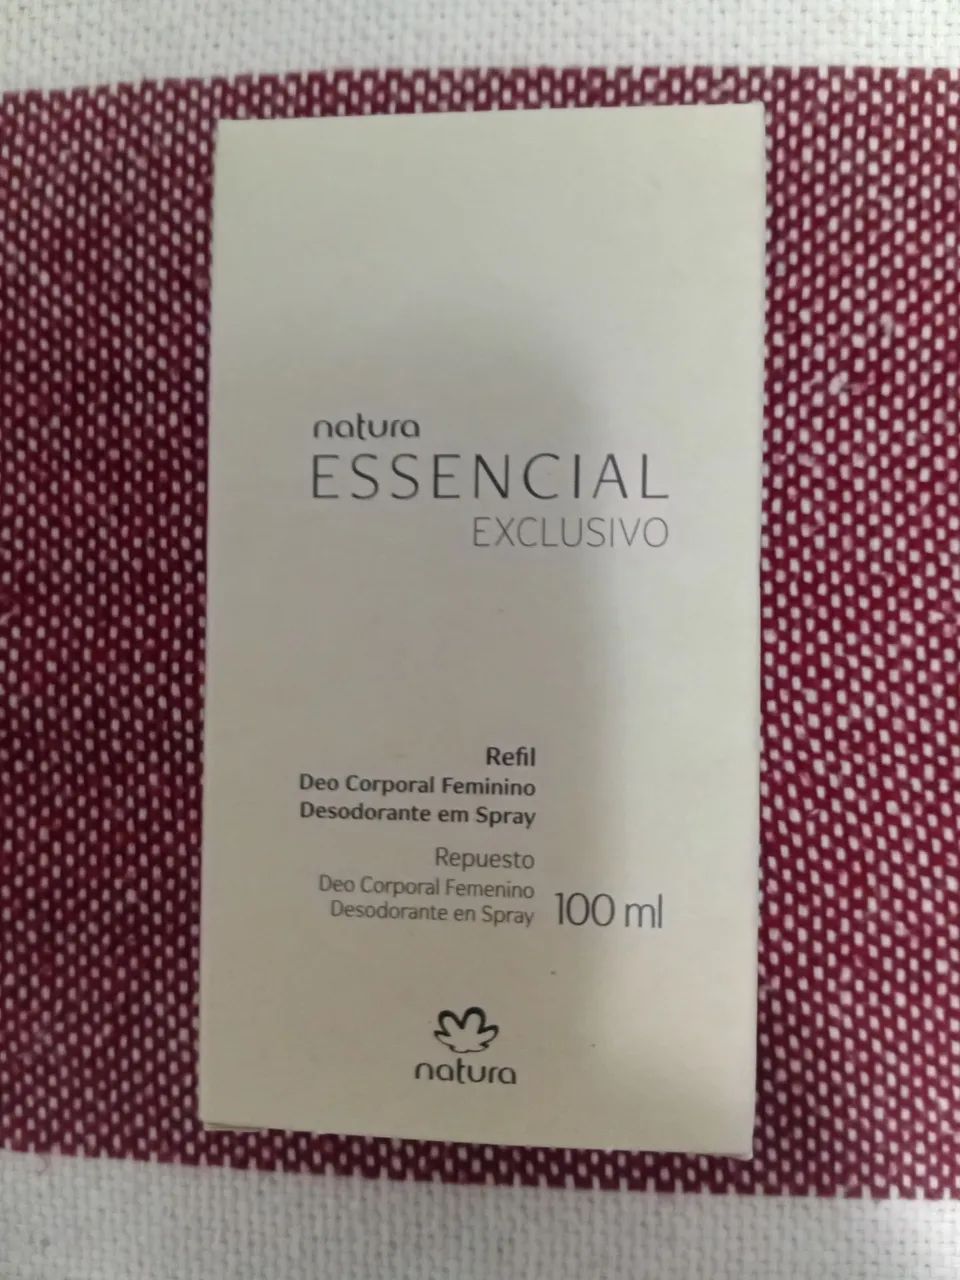 natura
ESSENCIAL
EXCLUSIVO
Refil
Deo Corporal Feminino
Desodorante em Spray
Repuesto
Deo Corporal Femenino
Desodorante en Spray
100 ml
natura